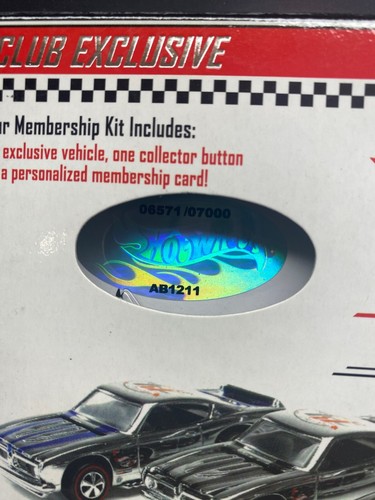 CLUB EXCLUSIVE
r Membership Kit Includes:
exclusive vehicle, one collector button
a personalized membership card!
06571/07000
Hot Wheels
AB1211